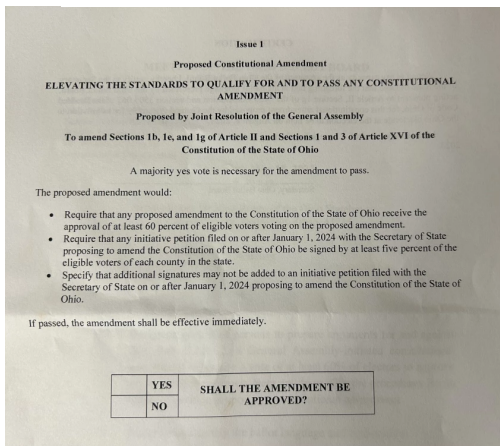 Issue 1
Proposed Constitutional Amendment
ELEVATING THE STANDARDS TO QUALIFY FOR AND TO PASS ANY CONSTITUTIONAL
AMENDMENT
Proposed by Joint Resolution of the General Assembly
To amend Sections 1b, 1e, and 1g of Article II and Sections 1 and 3 of Article XVI of the
Constitution of the State of Ohio
A majority yes vote is necessary for the amendment to pass.
The proposed amendment would:
• Require that any proposed amendment to the Constitution of the State of Ohio receive the
approval of at least 60 percent of eligible voters voting on the proposed amendment.
• Require that any initiative petition filed on or after January 1, 2024 with the Secretary of State
proposing to amend the Constitution of the State of Ohio be signed by at least five percent of the
eligible voters of each county in the state.
• Specify that additional signatures may not be added to an initiative petition filed with the
Secretary of State on or after January 1, 2024 proposing to amend the Constitution of the State of
Ohio.
If passed, the amendment shall be effective immediately.
YES
NO
SHALL THE AMENDMENT BE
APPROVED?